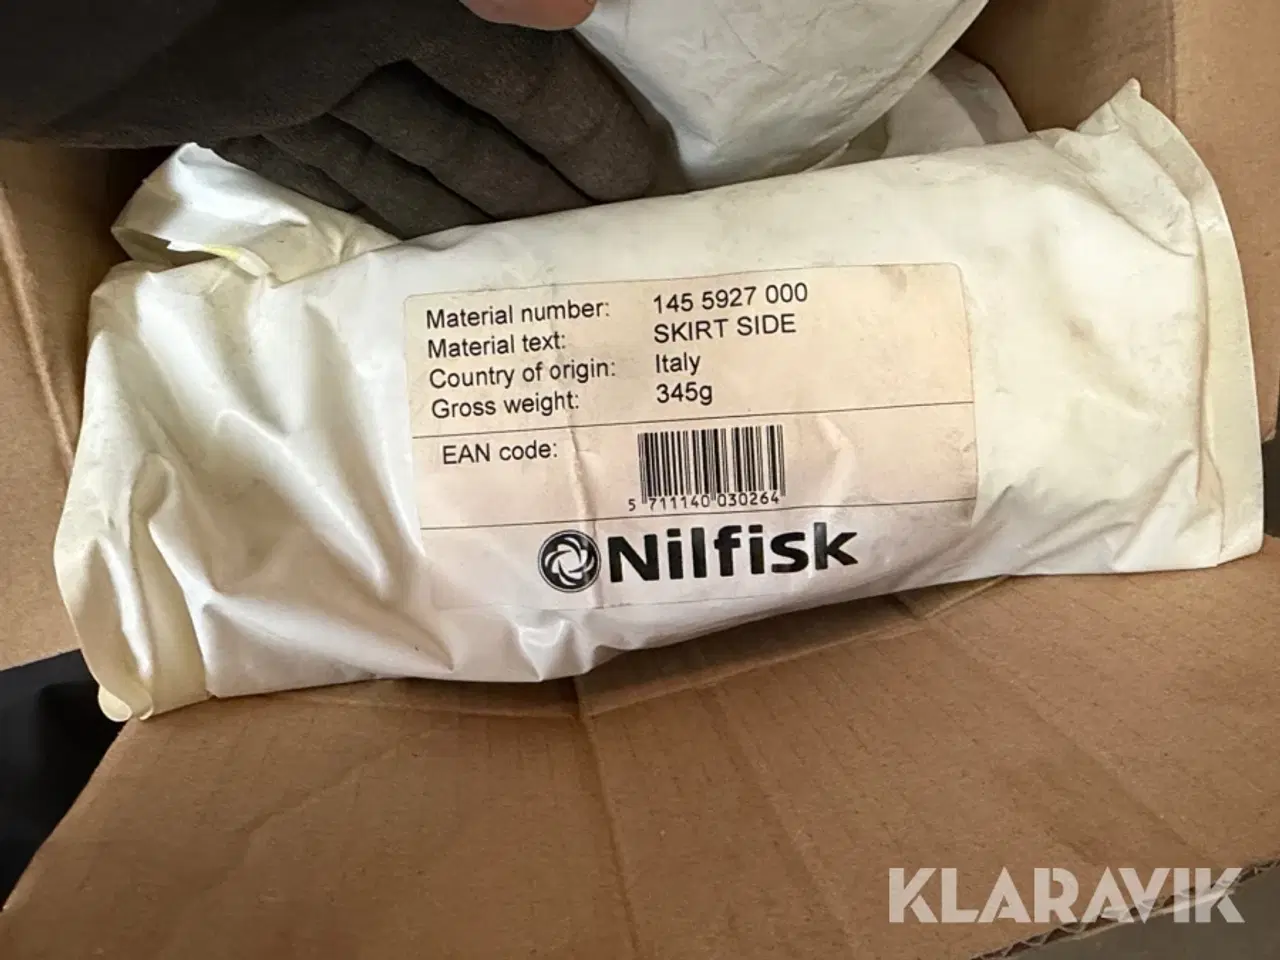 Material number: 145 5927 000
Material text: SKIRT SIDE
Country of origin: Italy
Gross weight: 345g
EAN code:
5 711140 030264
Nilfisk
KLARAVIK